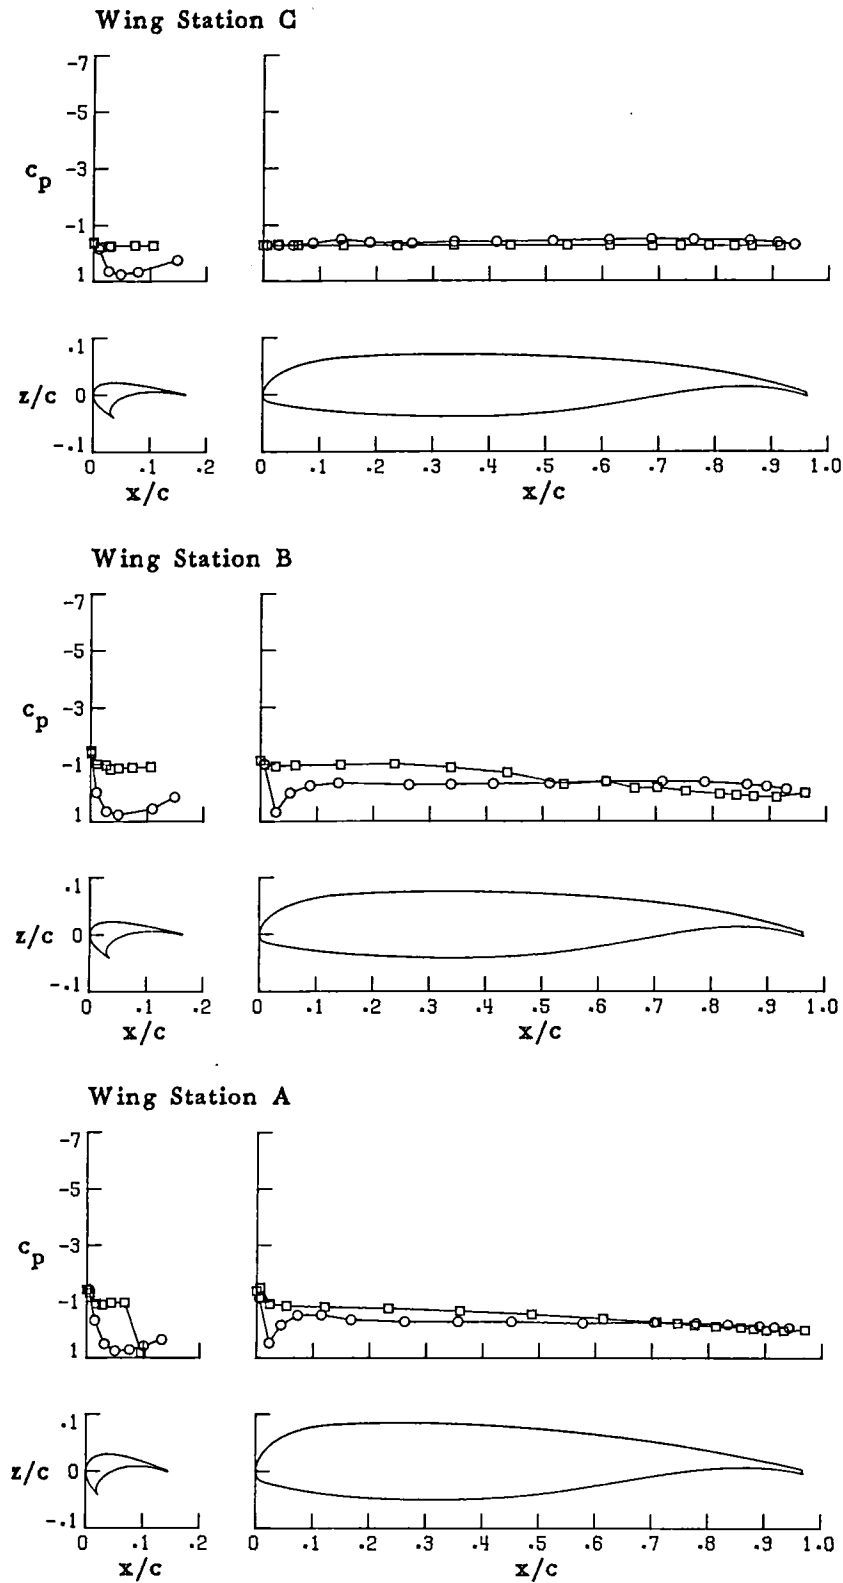 Wing Station C
-7
-5
c_p -3
-1
1
.1
z/c 0
-.1
0 .1 .2 0 .1 .2 .3 .4 .5 .6 .7 .8 .9 1.0
x/c x/c
Wing Station B
-7
-5
c_p -3
-1
1
.1
z/c 0
-.1
0 .1 .2 0 .1 .2 .3 .4 .5 .6 .7 .8 .9 1.0
x/c x/c
Wing Station A
-7
-5
c_p -3
-1
1
.1
z/c 0
-.1
0 .1 .2 0 .1 .2 .3 .4 .5 .6 .7 .8 .9 1.0
x/c x/c